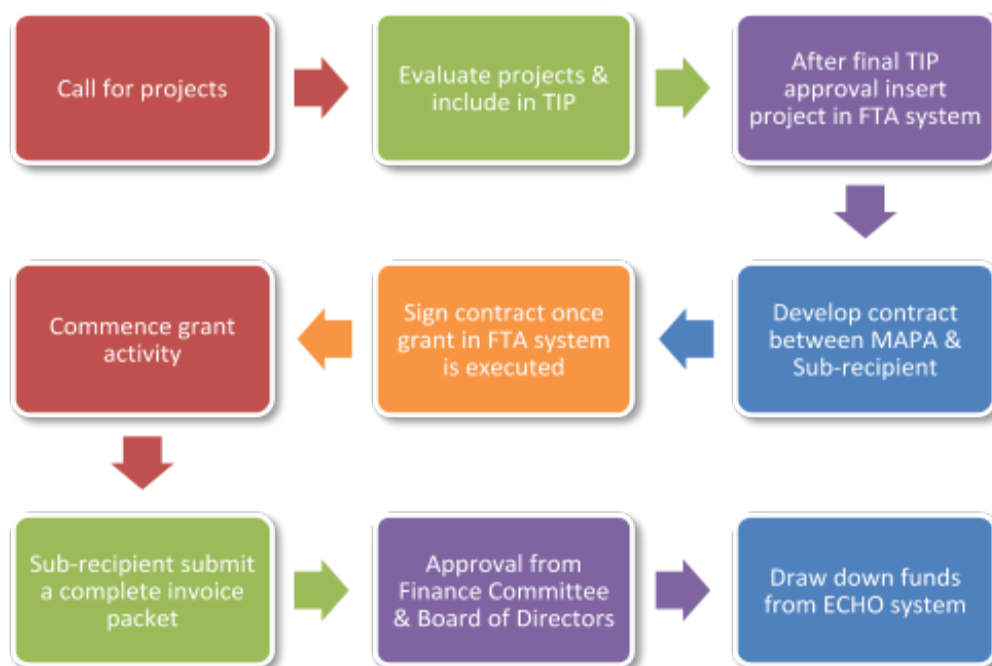 Call for projects
Evaluate projects &
include in TIP
After final TIP
approval insert
project in FTA system
Develop contract
between MAPA &
Sub-recipient
Sign contract once
grant in FTA system
is executed
Commence grant
activity
Sub-recipient submit
a complete invoice
packet
Approval from
Finance Committee
& Board of Directors
Draw down funds
from ECHO system